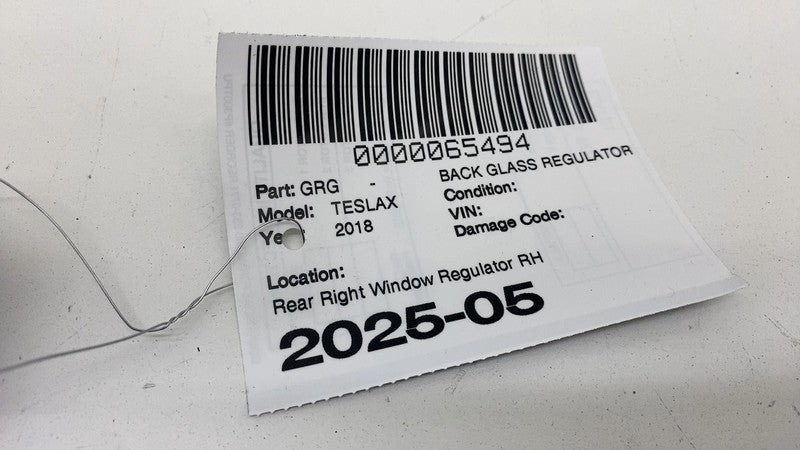 0000065494
Part: GRG - BACK GLASS REGULATOR
Model: TESLAX Condition:
Ye 2018 VIN:
Damage Code:
Location:
Rear Right Window Regulator RH
2025-05